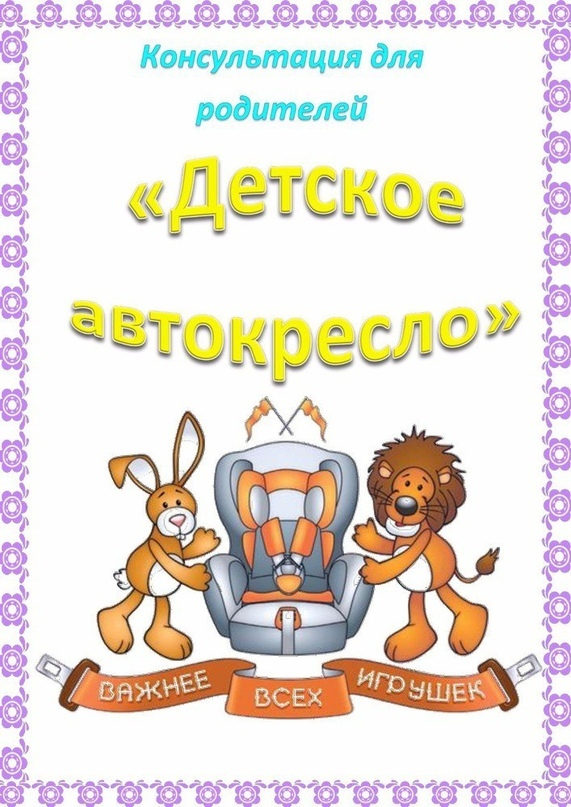 Консультация для
родителей
«Детское
автокресло»
ВАЖНЕЕ ВСЕХ ИГРУШЕК